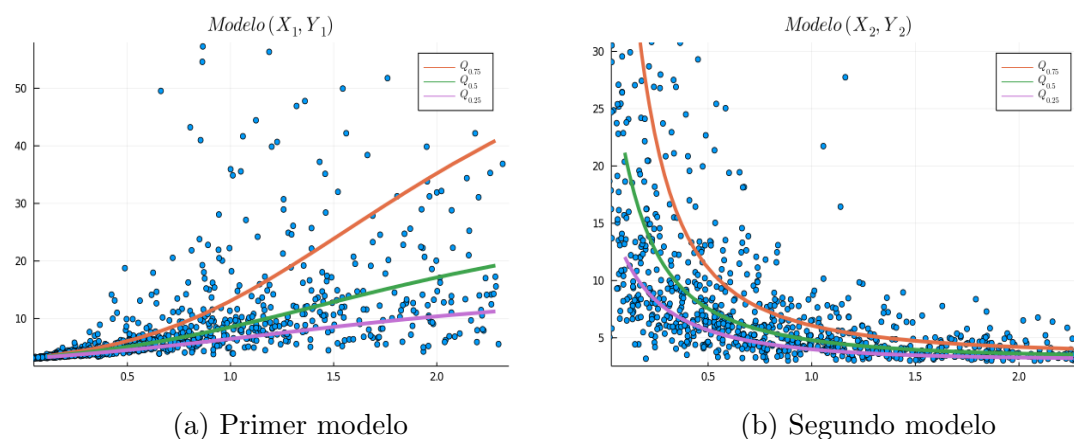 Modelo (X₁, Y₁)
50
40
30
20
10
0.5 1.0 1.5 2.0
Q₀.₇₅
Q₀.₅
Q₀.₂₅
(a) Primer modelo
Modelo (X₂, Y₂)
30
25
20
15
10
5
0.5 1.0 1.5 2.0
Q₀.₇₅
Q₀.₅
Q₀.₂₅
(b) Segundo modelo